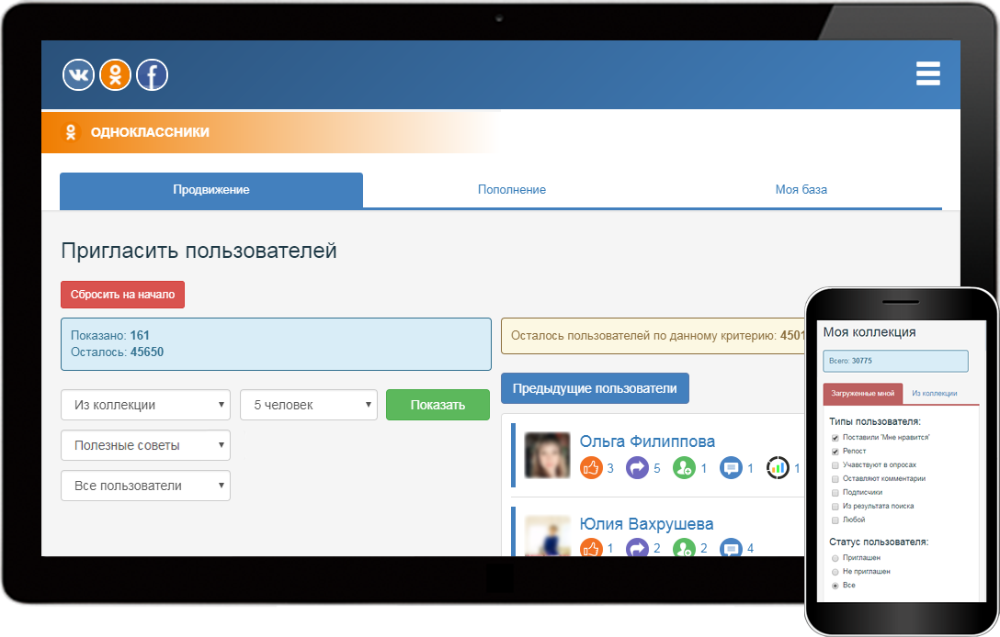 ОДНОКЛАССНИКИ
Продвижение
Пополнение
Моя база
Пригласить пользователей
Сбросить на начало
Показано: 161
Осталось: 45650
Из коллекции
5 человек
Показать
Полезные советы
Все пользователи
Осталось пользователей по данному критерию: 4501
Предыдущие пользователи
Ольга Филиппова
3 5 1 1 1
Юлия Вахрушева
1 2 2 4
Моя коллекция
Всего: 30775
Загруженные мной
Из коллекции
Типы пользователя:
Поставили 'Мне нравится'
Репост
Учавствуют в опросах
Оставляют комментарии
Подписчики
Из результата поиска
Любой
Статус пользователя:
Приглашен
Не приглашен
Все